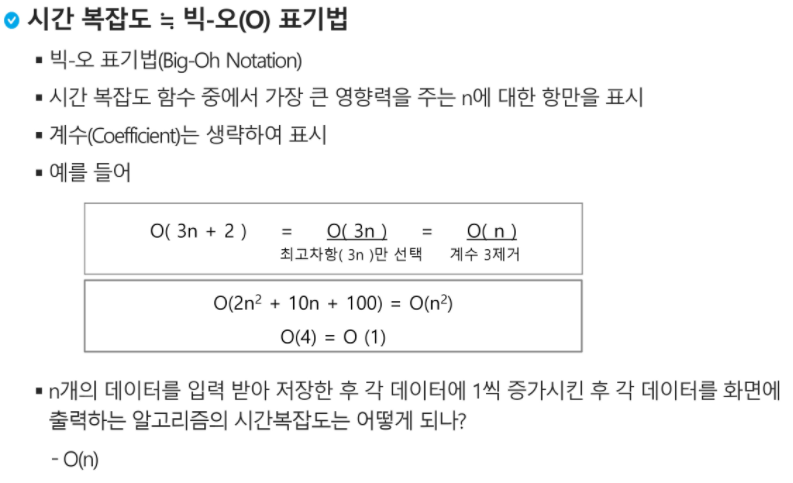 시간 복잡도 ≒ 빅-오(O) 표기법
▪ 빅-오 표기법(Big-Oh Notation)
▪ 시간 복잡도 함수 중에서 가장 큰 영향력을 주는 n에 대한 항만을 표시
▪ 계수(Coefficient)는 생략하여 표시
▪ 예를 들어
O( 3n + 2 ) = O( 3n ) = O( n )
최고차항( 3n )만 선택 계수 3제거
O(2n² + 10n + 100) = O(n²)
O(4) = O (1)
▪ n개의 데이터를 입력 받아 저장한 후 각 데이터에 1씩 증가시킨 후 각 데이터를 화면에
출력하는 알고리즘의 시간복잡도는 어떻게 되나?
- O(n)